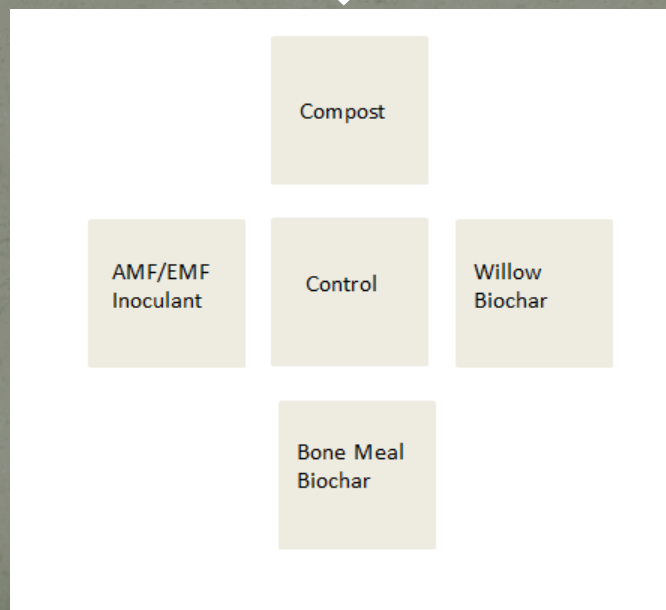 Compost
AMF/EMF
Inoculant
Control
Willow
Biochar
Bone Meal
Biochar